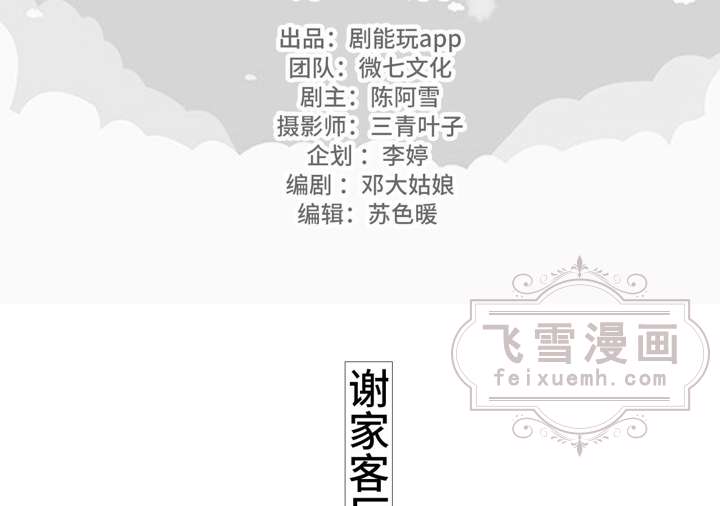 出品：剧能玩app
团队：微七文化
剧主：陈阿雪
摄影师：三青叶子
企划：李婷
编剧：邓大姑娘
编辑：苏色暖
飞雪漫画
feixuemh.com
谢家客